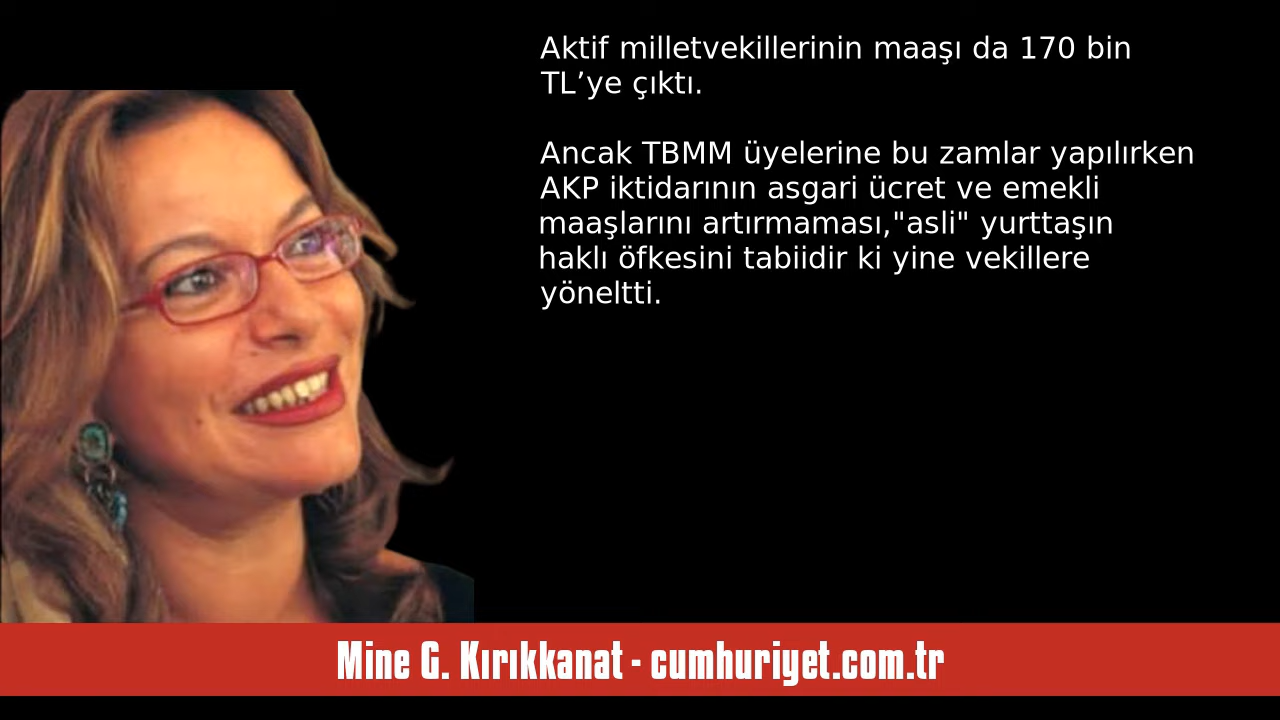 Aktif milletvekillerinin maaşı da 170 bin
TL’ye çıktı.
Ancak TBMM üyelerine bu zamlar yapılırken
AKP iktidarının asgari ücret ve emekli
maaşlarını artırmaması,"asli" yurttaşın
haklı öfkesini tabiidir ki yine vekillere
yöneltti.
Mine G. Kırıkkanat - cumhuriyet.com.tr